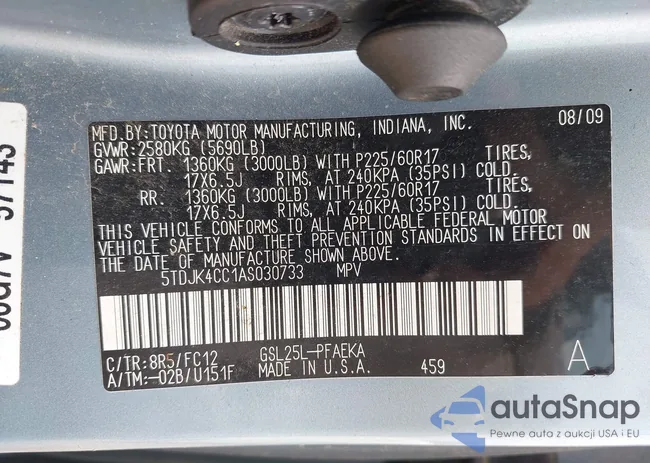 MFD.BY:TOYOTA MOTOR MANUFACTURING, INDIANA, INC. 08/09
GVWR:2580KG (5690LB)
GAWR:FRT. 1360KG (3000LB) WITH P225/60R17 TIRES,
17X6.5J RIMS, AT 240KPA (35PSI) COLD.
RR. 1360KG (3000LB) WITH P225/60R17 TIRES,
17X6.5J RIMS, AT 240KPA (35PSI) COLD.
THIS VEHICLE CONFORMS TO ALL APPLICABLE FEDERAL MOTOR
VEHICLE SAFETY AND THEFT PREVENTION STANDARDS IN EFFECT ON
THE DATE OF MANUFACTURE SHOWN ABOVE.
5TDJK4CC1AS030733 MPV
C/TR:8R5/FC12 GSL25L-PFAEKA A
A/TM:-02B/U151F MADE IN U.S.A. 459
autaSnap
Pewne auta z aukcji USA i EU